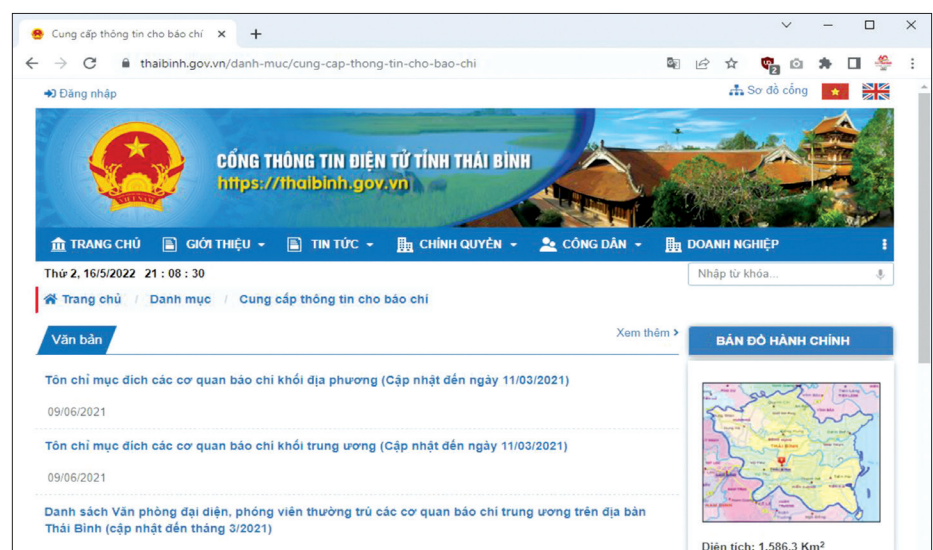 Cung cấp thông tin cho báo chí
thaibinh.gov.vn/danh-muc/cung-cap-thong-tin-cho-bao-chi
2
Đăng nhập
Sơ đồ cổng
VIỆT NAM
CỔNG THÔNG TIN ĐIỆN TỬ TỈNH THÁI BÌNH
https://thaibinh.gov.vn
TRANG CHỦ GIỚI THIỆU TIN TỨC CHÍNH QUYỀN CÔNG DÂN DOANH NGHIỆP
Thứ 2, 16/5/2022 21 : 08 : 30
Nhập từ khóa...
Trang chủ / Danh mục / Cung cấp thông tin cho báo chí
Văn bản
Xem thêm
BẢN ĐỒ HÀNH CHÍNH
Tôn chỉ mục đích các cơ quan báo chí khối địa phương (Cập nhật đến ngày 11/03/2021)
09/06/2021
Tôn chỉ mục đích các cơ quan báo chí khối trung ương (Cập nhật đến ngày 11/03/2021)
09/06/2021
Danh sách Văn phòng đại diện, phóng viên thường trú các cơ quan báo chí trung ương trên địa bàn
Thái Bình (cập nhật đến tháng 3/2021)
Diện tích: 1.586,3 Km²